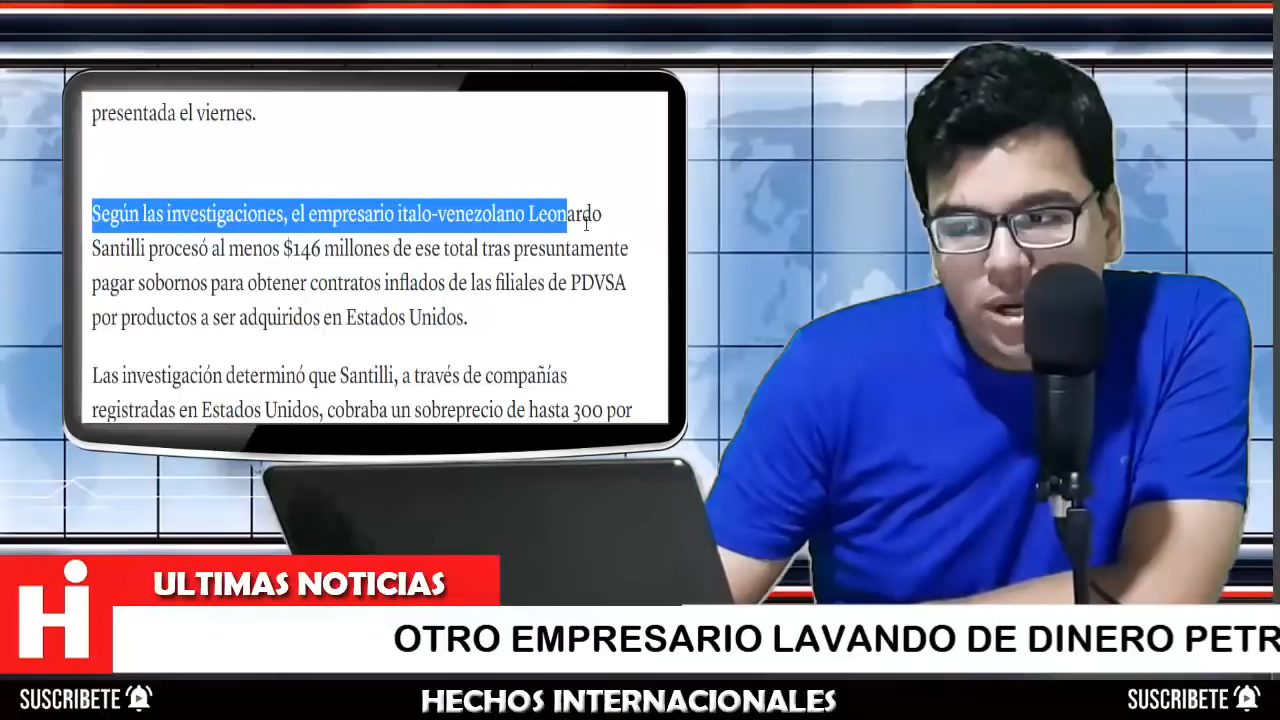 presentada el viernes.
Según las investigaciones, el empresario italo-venezolano Leonardo
Santilli procesó al menos $146 millones de ese total tras presuntamente
pagar sobornos para obtener contratos inflados de las filiales de PDVSA
por productos a ser adquiridos en Estados Unidos.
Las investigación determinó que Santilli, a través de compañías
registradas en Estados Unidos, cobraba un sobreprecio de hasta 300 por
Hi
ULTIMAS NOTICIAS
OTRO EMPRESARIO LAVANDO DE DINERO PETR
SUSCRIBETE
HECHOS INTERNACIONALES
SUSCRIBETE